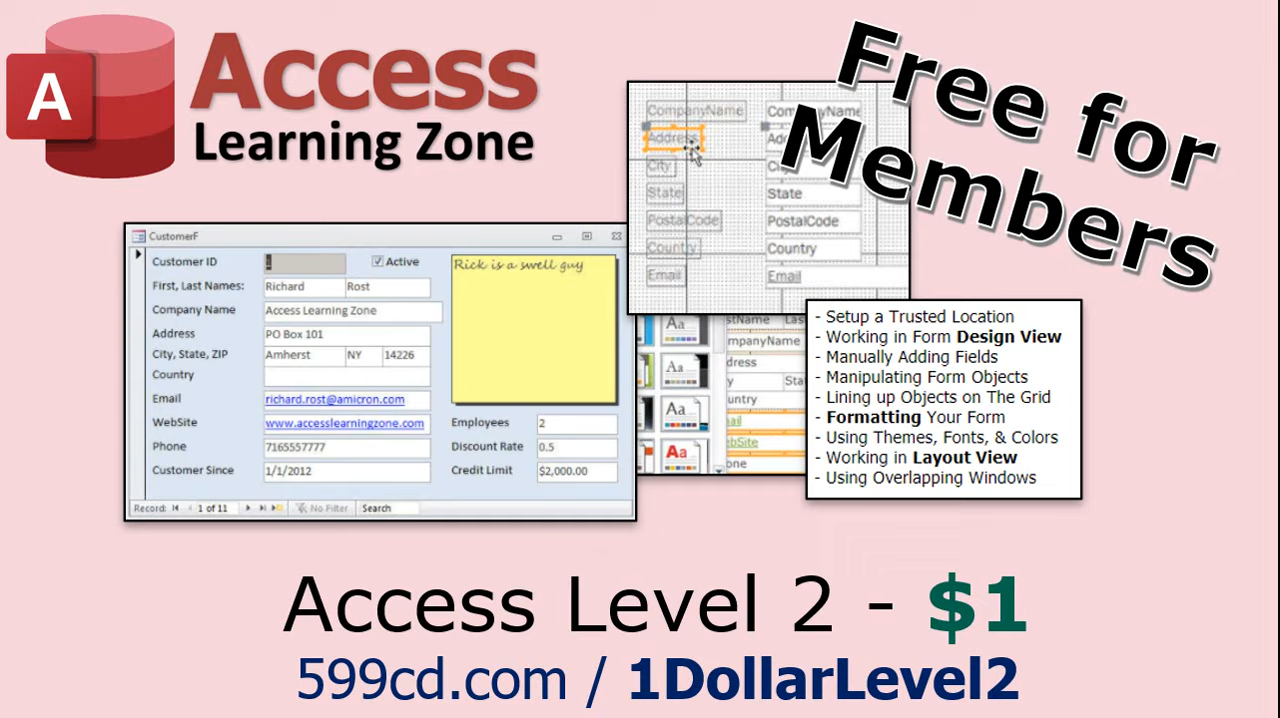 A
Access
Learning Zone
Free for
Members
CompanyName CompanyName
Address
City
State State
PostalCode PostalCode
Country Country
Email Email
CustomerF
Customer ID Active
First, Last Names: Richard Rost
Company Name Access Learning Zone
Address PO Box 101
City, State, ZIP Amherst NY 14226
Country
Email richard.rost@amicron.com
WebSite www.accesslearningzone.com
Phone 7165557777
Customer Since 1/1/2012
Rick is a swell guy
Employees 2
Discount Rate 0.5
Credit Limit $2,000.00
Record: 1 of 11 No Filter Search
Aa
Aa
Aa
Aa
- Setup a Trusted Location
- Working in Form Design View
- Manually Adding Fields
- Manipulating Form Objects
- Lining up Objects on The Grid
- Formatting Your Form
- Using Themes, Fonts, & Colors
- Working in Layout View
- Using Overlapping Windows
Access Level 2 - $1
599cd.com / 1DollarLevel2